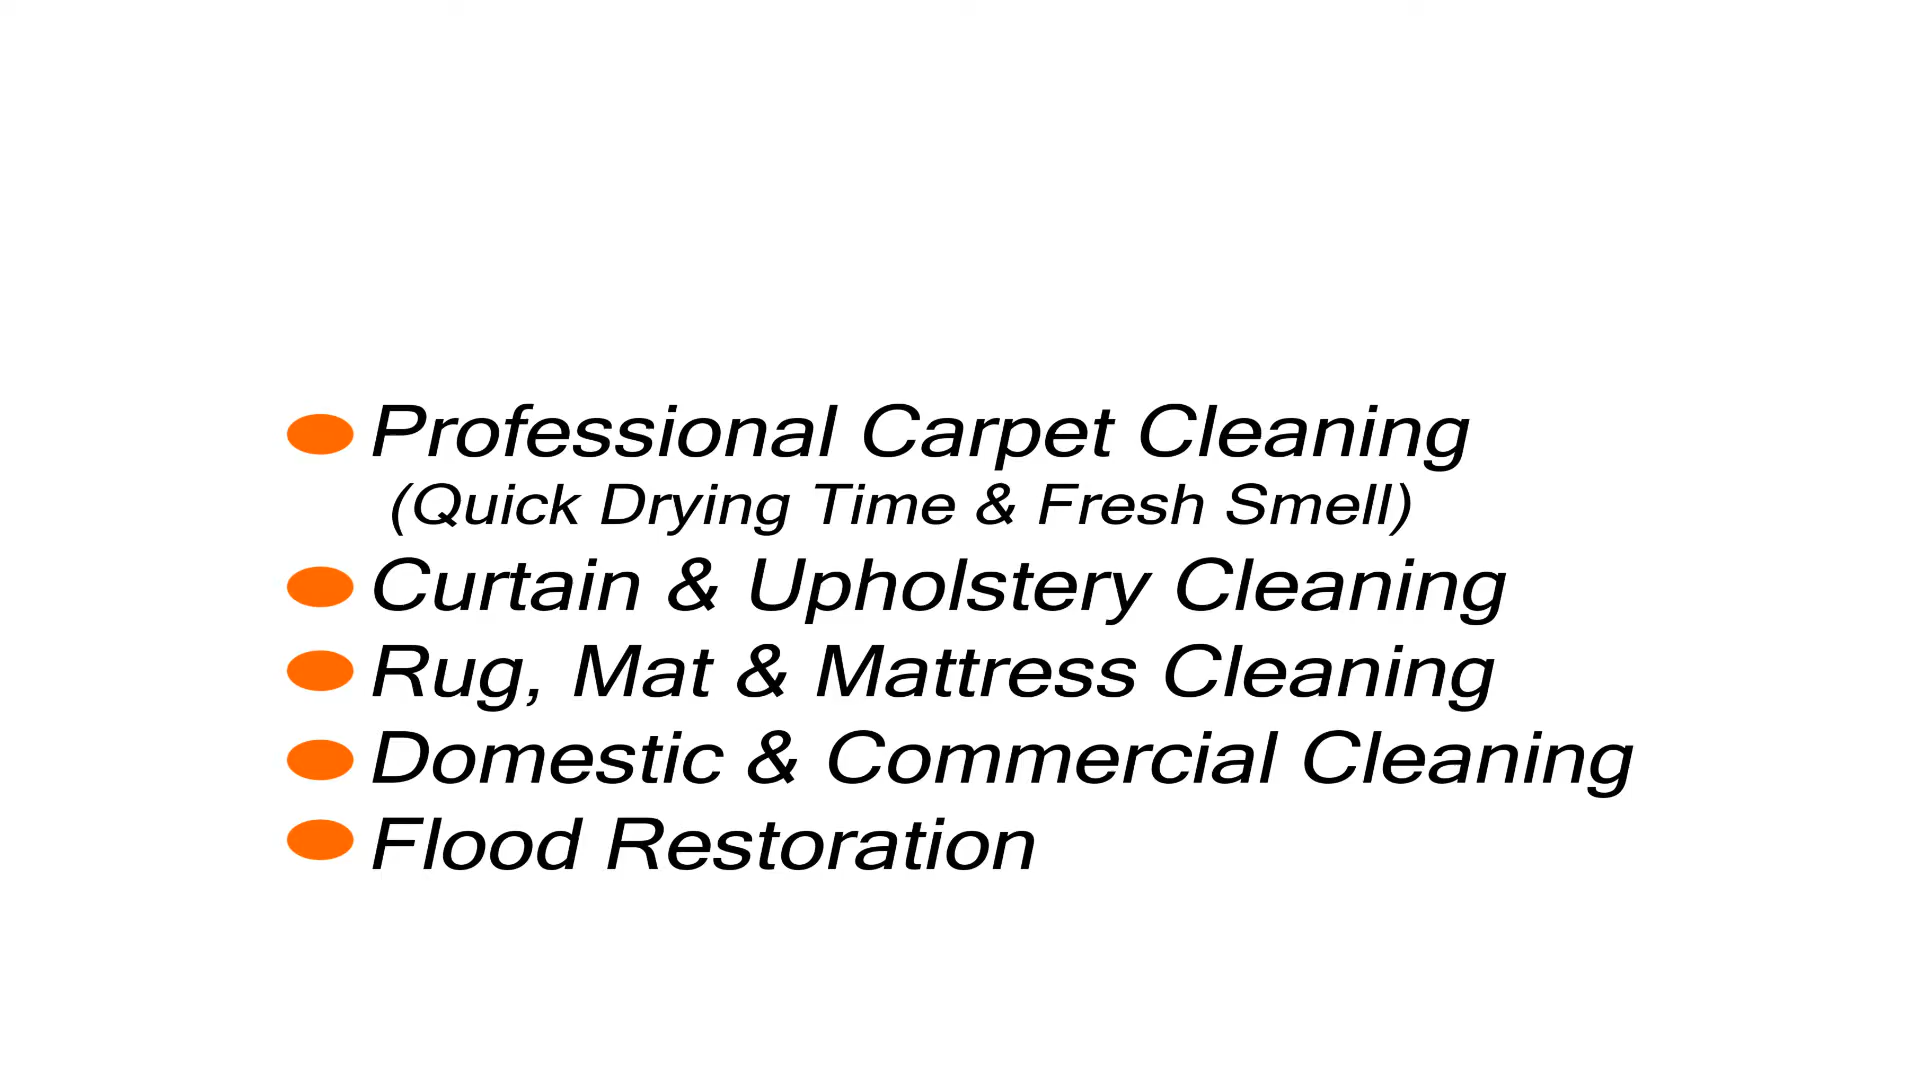 Professional Carpet Cleaning
(Quick Drying Time & Fresh Smell)
Curtain & Upholstery Cleaning
Rug, Mat & Mattress Cleaning
Domestic & Commercial Cleaning
Flood Restoration